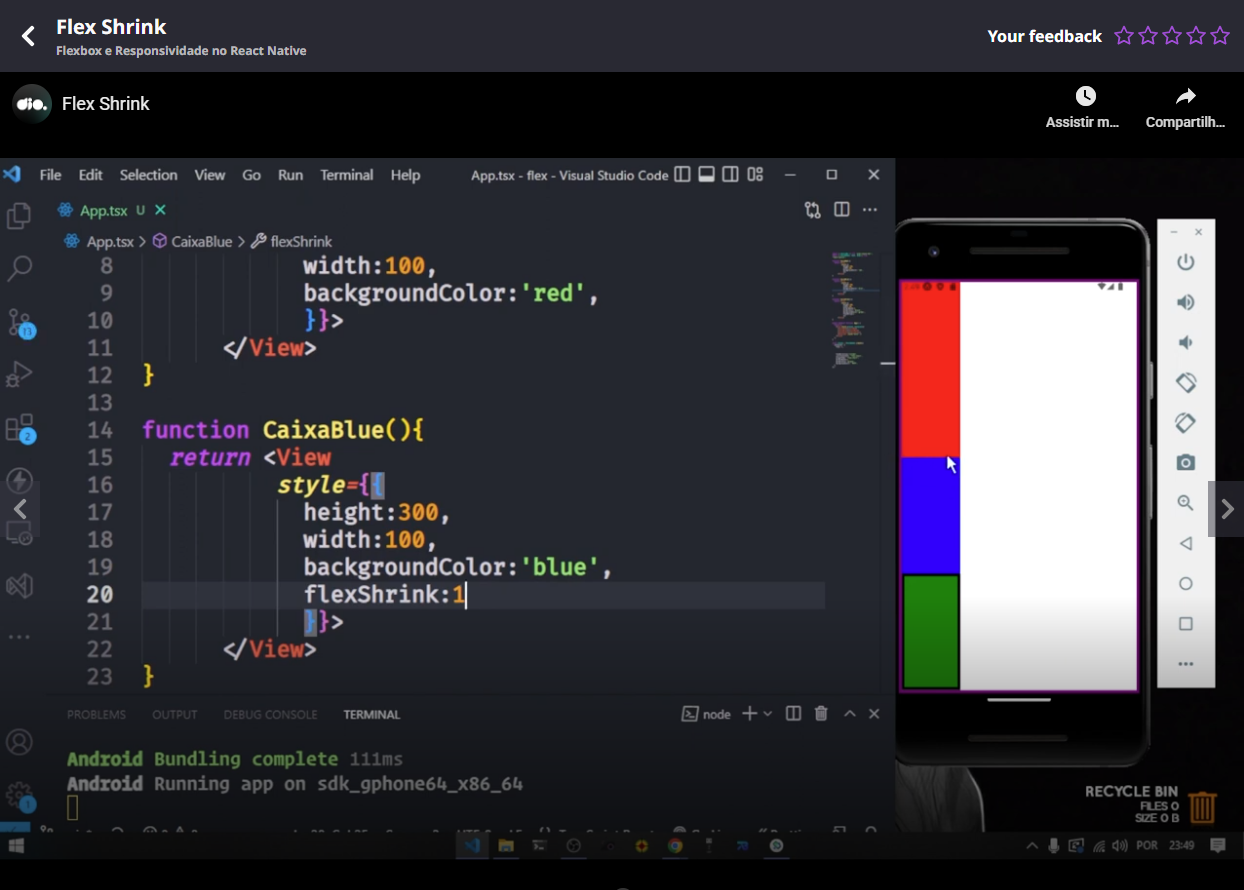 Flex Shrink
Flexbox e Responsividade no React Native
Your feedback
dio. Flex Shrink
Assistir m...
Compartilh...
File Edit Selection View Go Run Terminal Help
App.tsx - flex - Visual Studio Code
App.tsx U
App.tsx > CaixaBlue > flexShrink
8 width:100,
9 backgroundColor:'red',
10 }}>
11 </View>
12 }
13
14 function CaixaBlue(){
15 return <View
16 style={{
17 height:300,
18 width:100,
19 backgroundColor:'blue',
20 flexShrink:1
21 }}>
22 </View>
23 }
13
2
1
PROBLEMS OUTPUT DEBUG CONSOLE TERMINAL
node
Android Bundling complete 111ms
Android Running app on sdk_gphone64_x86_64
RECYCLE BIN
FILES 0
SIZE 0 B
POR 23:49